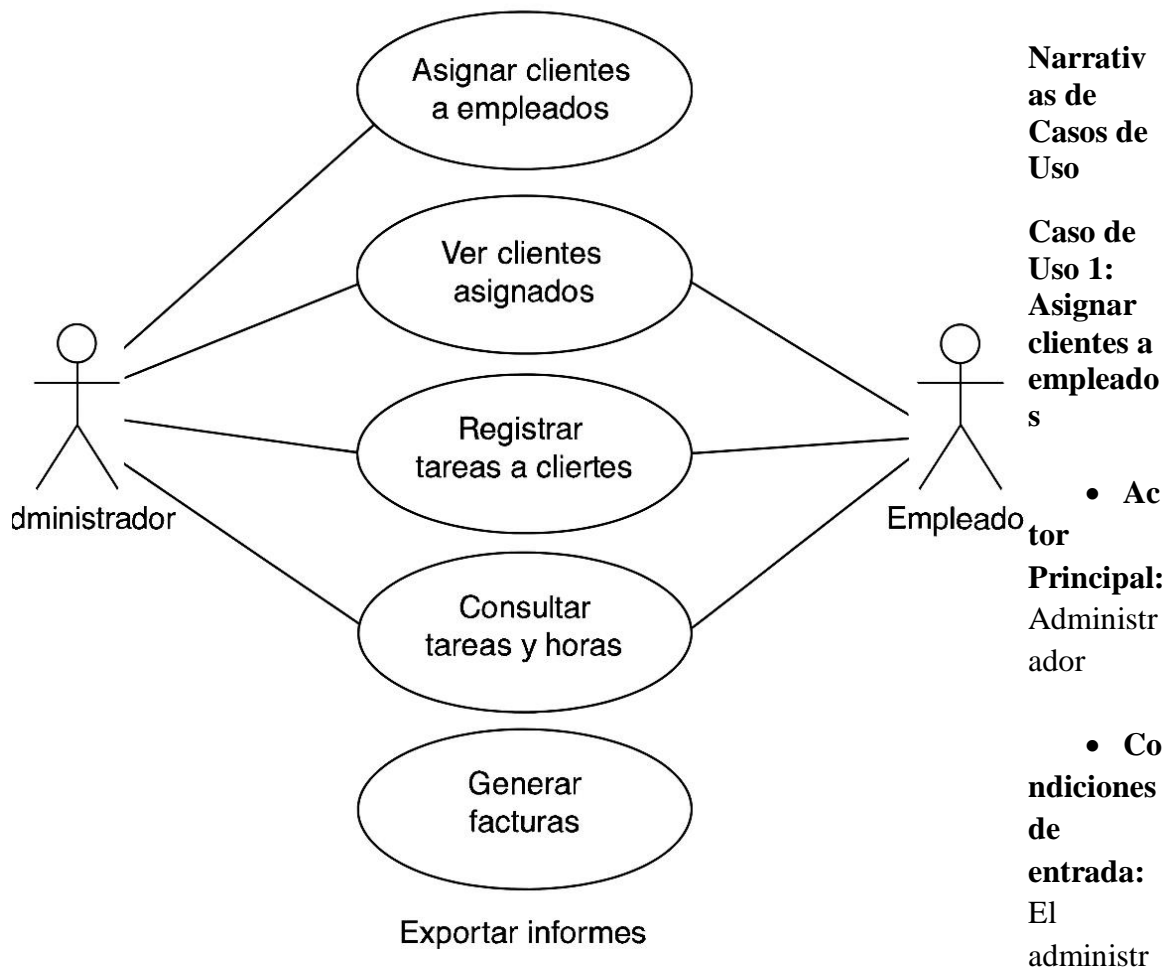 Asignar clientes
a empleados
Ver clientes
asignados
Registrar
tareas a cliertes
Consultar
tareas y horas
Generar
facturas
Exportar informes
dministrador
Empleado
Narrativ
as de
Casos de
Uso
Caso de
Uso 1:
Asignar
clientes a
empleado
s
• Ac
tor
Principal:
Administr
ador
• Co
ndiciones
de
entrada:
El
administr